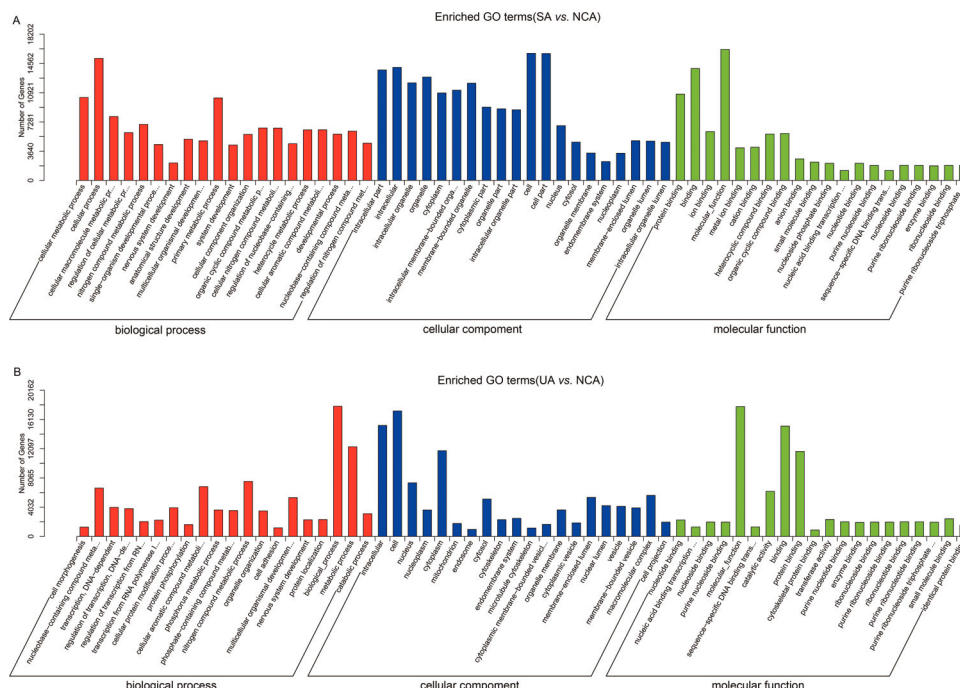 A
Enriched GO terms(SA vs. NCA)
Number of Genes
18202
14562
10921
7281
3640
0
cellular metabolic process
cellular process
cellular macromolecule metabolic pr...
regulation of cellular metabolic pr...
nitrogen compound metabolic process
single−organism developmental proce...
nervous system development
anatomical structure development
multicellular organismal developmen...
primary metabolic process
system development
cellular component organization
organic cyclic compound metabolic p...
cellular nitrogen compound metaboli...
regulation of nucleobase−containing...
heterocycle metabolic process
cellular aromatic compound metaboli...
developmental process
nucleobase−containing compound meta...
regulation of nitrogen compound met...
intracellular part
intracellular
intracellular organelle
organelle
cytoplasm
intracellular membrane−bounded orga...
membrane−bounded organelle
cytoplasmic part
organelle part
intracellular organelle part
cell
cell part
nucleus
cytosol
organelle membrane
endomembrane system
nucleoplasm
membrane−enclosed lumen
organelle lumen
intracellular organelle lumen
protein binding
binding
ion binding
molecular_function
metal ion binding
cation binding
heterocyclic compound binding
organic cyclic compound binding
anion binding
small molecule binding
nucleoside phosphate binding
nucleic acid binding transcription ...
nucleotide binding
purine nucleotide binding
sequence−specific DNA binding trans...
nucleoside binding
purine ribonucleotide binding
enzyme binding
ribonucleotide binding
purine ribonucleoside triphosphate
biological process
cellular compoment
molecular function
B
Enriched GO terms(UA vs. NCA)
Number of Genes
20162
16130
12097
8065
4032
0
cell morphogenesis
nucleobase−containing compound meta...
transcription, DNA−dependent
regulation of transcription, DNA−de...
regulation of transcription from RN...
transcription from RNA polymerase I...
cellular protein modification proce...
protein phosphorylation
cellular aromatic compound metaboli...
phosphorus metabolic process
phosphate−containing compound metab...
nitrogen compound metabolic process
organelle organization
cell adhesion
multicellular organismal developmen...
nervous system development
protein localization
biological_process
metabolic process
catabolic process
intracellular
cell
nucleus
nucleoplasm
cytoplasm
mitochondrion
endosome
cytosol
cytoskeleton
endomembrane system
microtubule cytoskeleton
cytoplasmic membrane−bounded vesicl...
organelle membrane
cytoplasmic vesicle
membrane−enclosed lumen
nuclear lumen
vesicle
membrane−bounded vesicle
macromolecular complex
cell projection
nucleotide binding
nucleic acid binding transcription ...
nucleoside binding
purine nucleoside binding
molecular_function
sequence−specific DNA binding trans...
catalytic activity
binding
protein binding
cytoskeletal protein binding
transferase activity
purine nucleotide binding
enzyme binding
ribonucleoside binding
ribonucleotide binding
purine ribonucleoside binding
purine ribonucleotide binding
purine ribonucleoside triphosphate ...
small molecule binding
identical protein bind
biological process
cellular compoment
molecular function